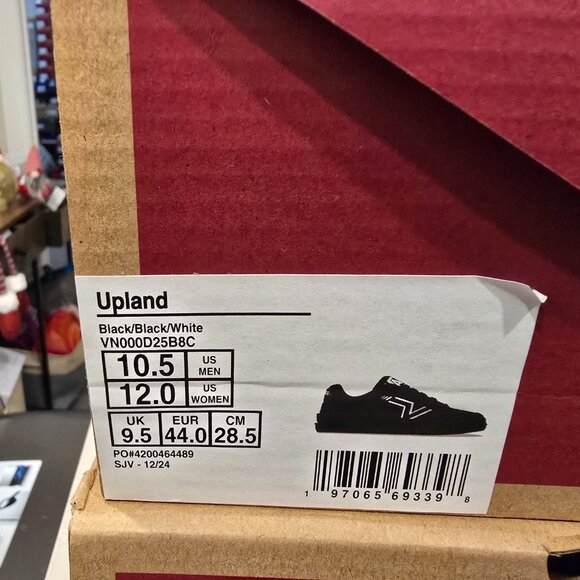 Upland
Black/Black/White
VN000D25B8C
10.5 US MEN
12.0 US WOMEN
UK EUR CM
9.5 44.0 28.5
PO#4200464489
SJV - 12/24
1 97065 69339 8